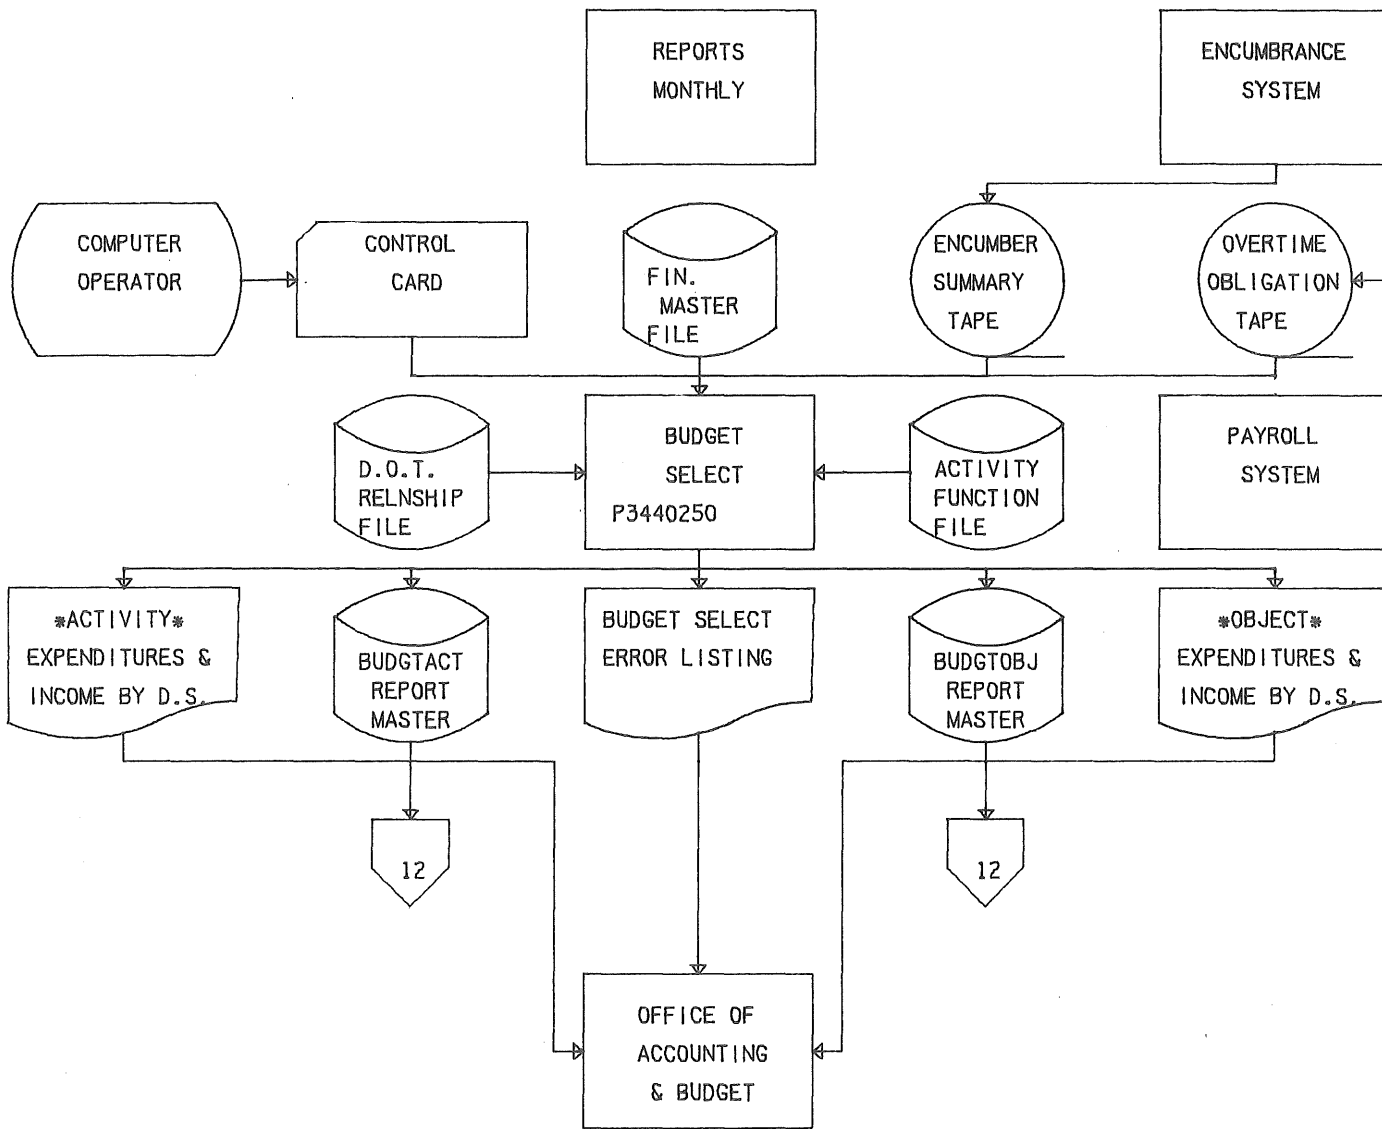 REPORTS
MONTHLY
ENCUMBRANCE
SYSTEM
COMPUTER
OPERATOR
CONTROL
CARD
FIN.
MASTER
FILE
ENCUMBER
SUMMARY
TAPE
OVERTIME
OBLIGATION
TAPE
D.O.T.
RELNSHIP
FILE
BUDGET
SELECT
P3440250
ACTIVITY
FUNCTION
FILE
PAYROLL
SYSTEM
*ACTIVITY*
EXPENDITURES &
INCOME BY D.S.
BUDGTACT
REPORT
MASTER
BUDGET SELECT
ERROR LISTING
BUDGTOBJ
REPORT
MASTER
*OBJECT*
EXPENDITURES &
INCOME BY D.S.
12
12
OFFICE OF
ACCOUNTING
& BUDGET